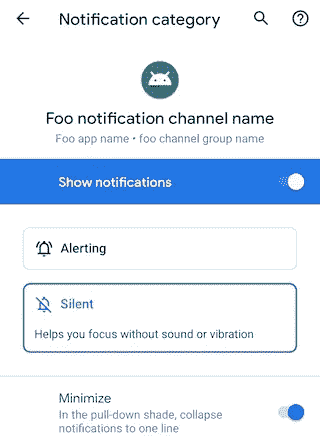 Notification category
Foo notification channel name
Foo app name • foo channel group name
Show notifications
Alerting
Silent
Helps you focus without sound or vibration
Minimize
In the pull-down shade, collapse
notifications to one line